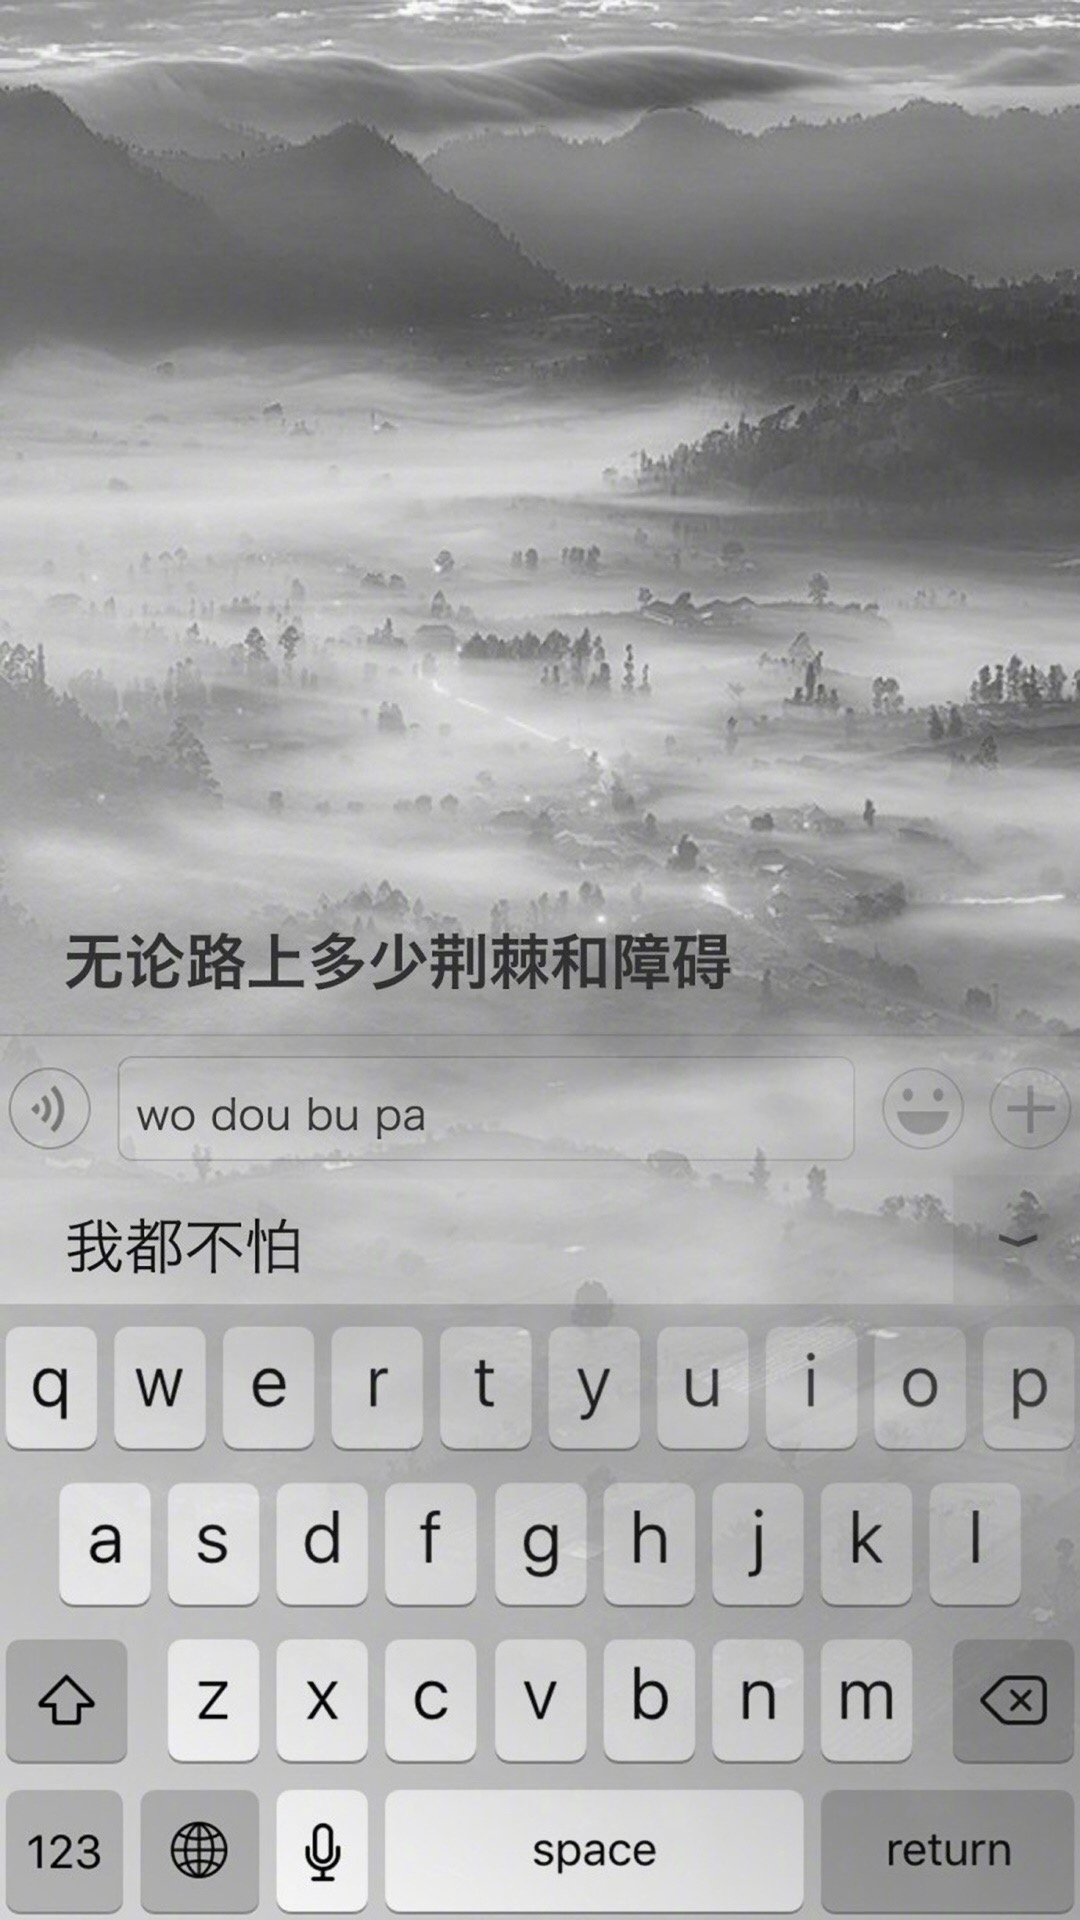 无论路上多少荆棘和障碍
wo dou bu pa
我都不怕
q w e r t y u i o p
a s d f g h j k l
z x c v b n m
123 space return